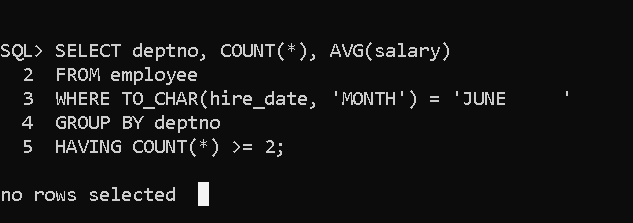 SQL> SELECT deptno, COUNT(*), AVG(salary)
  2  FROM employee
  3  WHERE TO_CHAR(hire_date, 'MONTH') = 'JUNE     '
  4  GROUP BY deptno
  5  HAVING COUNT(*) >= 2;

no rows selected